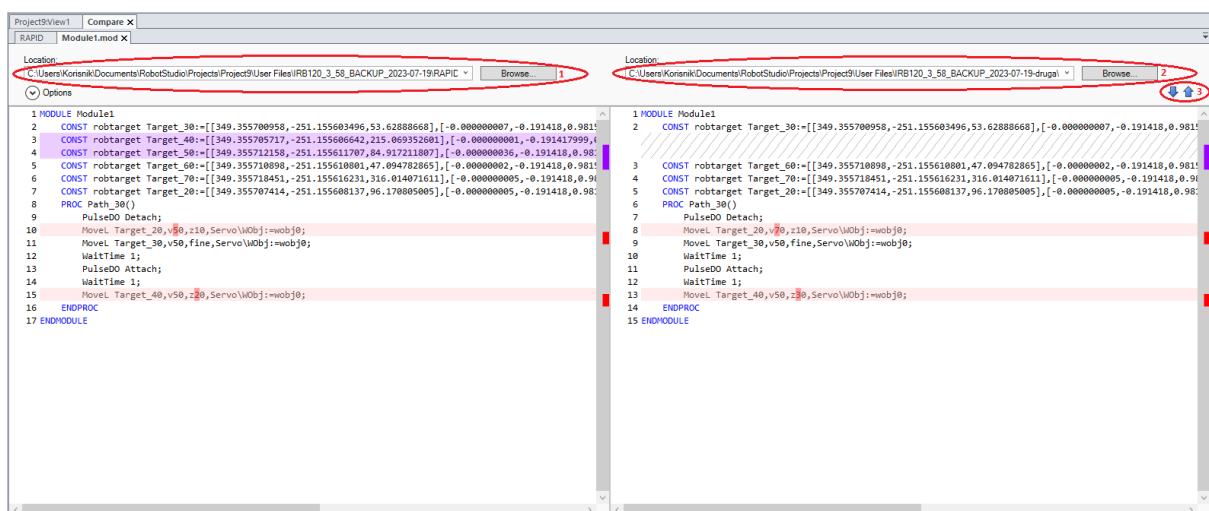 Project9:View1 Compare X
RAPID Module1.mod X
Location:
C:\Users\Korisnik\Documents\RobotStudio\Projects\Project9\User Files\IRB120_3_58_BACKUP_2023-07-19\RAPIC Browse... 1
Options
1 MODULE Module1
2 CONST robtarget Target_30:=[[349.355700958,-251.155603496,53.62888668],[-0.000000007,-0.191418,0.9815
3 CONST robtarget Target_40:=[[349.355705717,-251.155606642,215.069352601],[-0.000000001,-0.191417999,
4 CONST robtarget Target_50:=[[349.355712158,-251.155611707,84.917211807],[-0.000000036,-0.191418,0.981
5 CONST robtarget Target_60:=[[349.355710898,-251.155610801,47.094782865],[-0.00000002,-0.191418,0.9815
6 CONST robtarget Target_70:=[[349.355718451,-251.155616231,316.014071611],[-0.000000005,-0.191418,0.98
7 CONST robtarget Target_20:=[[349.355707414,-251.155608137,96.170805005],[-0.000000005,-0.191418,0.98
8 PROC Path_30()
9 PulseDO Detach;
10 MoveL Target_20,v50,z10,Servo\WObj:=wobj0;
11 MoveL Target_30,v50,fine,Servo\WObj:=wobj0;
12 WaitTime 1;
13 PulseDO Attach;
14 WaitTime 1;
15 MoveL Target_40,v50,z20,Servo\WObj:=wobj0;
16 ENDPROC
17 ENDMODULE
Location:
C:\Users\Korisnik\Documents\RobotStudio\Projects\Project9\User Files\IRB120_3_58_BACKUP_2023-07-19-druga\ Browse... 2
3
1 MODULE Module1
2 CONST robtarget Target_30:=[[349.355700958,-251.155603496,53.62888668],[-0.000000007,-0.191418,0.9815
3 CONST robtarget Target_60:=[[349.355710898,-251.155610801,47.094782865],[-0.00000002,-0.191418,0.9815
4 CONST robtarget Target_70:=[[349.355718451,-251.155616231,316.014071611],[-0.000000005,-0.191418,0.98
5 CONST robtarget Target_20:=[[349.355707414,-251.155608137,96.170805005],[-0.000000005,-0.191418,0.98
6 PROC Path_30()
7 PulseDO Detach;
8 MoveL Target_20,v70,z10,Servo\WObj:=wobj0;
9 MoveL Target_30,v50,fine,Servo\WObj:=wobj0;
10 WaitTime 1;
11 PulseDO Attach;
12 WaitTime 1;
13 MoveL Target_40,v50,z30,Servo\WObj:=wobj0;
14 ENDPROC
15 ENDMODULE